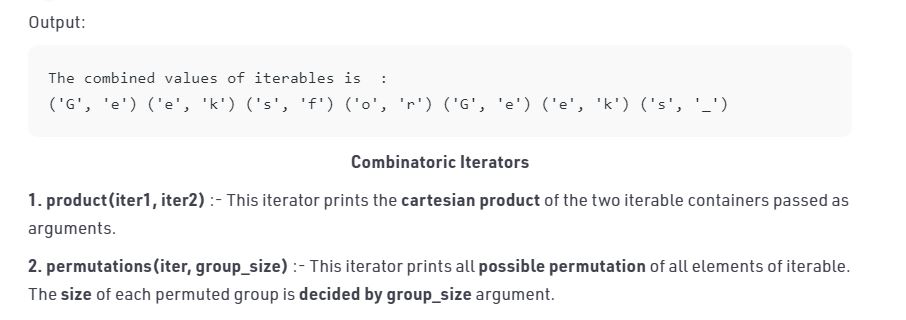 Output:
The combined values of iterables is  :
('G', 'e') ('e', 'k') ('s', 'f') ('o', 'r') ('G', 'e') ('e', 'k') ('s', '_')
Combinatoric Iterators
1. product(iter1, iter2) :- This iterator prints the cartesian product of the two iterable containers passed as
arguments.
2. permutations(iter, group_size) :- This iterator prints all possible permutation of all elements of iterable.
The size of each permuted group is decided by group_size argument.